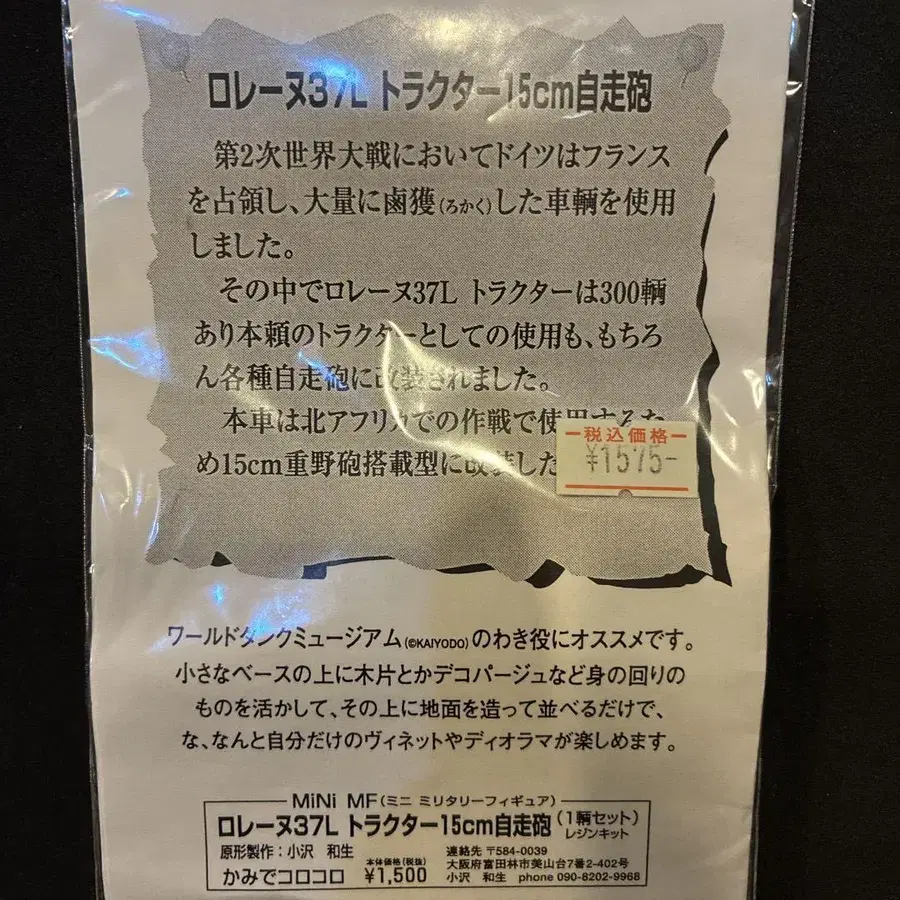 ロレーヌ37L トラクター15cm自走砲
第2次世界大戦においてドイツはフランス
を占領し、大量に鹵獲(ろかく)した車輌を使用
しました。
その中でロレーヌ37L トラクターは300輌
あり本頼のトラクターとしての使用も、もちろ
ん各種自走砲に改装されました。
本車は北アフリカでの作戦で使用するた
め15cm重野砲搭載型に改装した
ー税込価格ー
¥1575-
ワールドタンクミュージアム(©KAIYODO)のわき役にオススメです。
小さなベースの上に木片とかデコパージュなど身の回りの
ものを活かして、その上に地面を造って並べるだけで、
な、なんと自分だけのヴィネットやディオラマが楽しめます。
MiNi MF(ミニ ミリタリーフィギュア)
ロレーヌ37L トラクター15cm自走砲(1輌セット)
レジンキット
原形製作:小沢 和生
かみでコロコロ
本体価格(税抜)
¥1,500
連絡先 〒584-0039
大阪府富田林市美山台7番2-402号
小沢 和生 phone 090-8202-9968